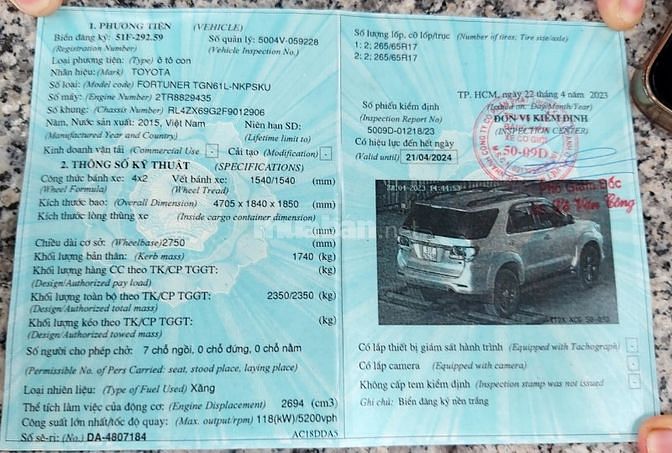 1. PHƯƠNG TIỆN (VEHICLE)
Biển đăng ký: 51F-292.59 Số quản lý: 5004V-059228
(Registration Number) (Vehicle Inspection No.)
Loại phương tiện: (Type) ô tô con
Nhãn hiệu: (Mark) TOYOTA
Số loại: (Model code) FORTUNER TGN61L-NKPSKU
Số máy: (Engine Number) 2TR8829435
Số khung: (Chassis Number) RL4ZX69G2F9012906
Năm, Nước sản xuất: 2015, Việt Nam Niên hạn SD:
(Manufactured Year and Country) (Lifetime limit to)
Kinh doanh vận tải (Commercial Use) - Cải tạo (Modification) -
2. THÔNG SỐ KỸ THUẬT (SPECIFICATIONS)
Công thức bánh xe: 4x2 Vết bánh xe: 1540/1540 (mm)
(Wheel Formula) (Wheel Tread)
Kích thước bao: (Overall Dimension) 4705 x 1840 x 1850 (mm)
Kích thước lòng thùng xe (Inside cargo container dimension)
(mm)
Chiều dài cơ sở: (Wheelbase) 2750 (mm)
Khối lượng bản thân: (Kerb mass) 1740 (kg)
Khối lượng hàng CC theo TK/CP TGGT: (kg)
(Design/Authorized pay load)
Khối lượng toàn bộ theo TK/CP TGGT: 2350/2350 (kg)
(Design/Authorized total mass)
Khối lượng kéo theo TK/CP TGGT: (kg)
(Design/Authorized towed mass)
Số người cho phép chở: 7 chỗ ngồi, 0 chỗ đứng, 0 chỗ nằm
(Permissible No. of Pers Carried: seat, stood place, laying place)
Loại nhiên liệu: (Type of Fuel Used) Xăng
Thể tích làm việc của động cơ: (Engine Displacement) 2694 (cm3)
Công suất lớn nhất/tốc độ quay: (Max. output/rpm) 118(kW)/5200vph
Số sê-ri: (No.) DA-4807184 AC18DDA5
Số lượng lốp, cỡ lốp/trục (Number of tires; Tire size/axle)
1: 2; 265/65R17
2: 2; 265/65R17
TP. HCM, ngày 22 tháng 4 năm 2023
(Issued on: Day/Month/Year)
Số phiếu kiểm định ĐƠN VỊ KIỂM ĐỊNH
(Inspection Report No) (INSPECTION CENTER)
5009D-01218/23
Có hiệu lực đến hết ngày
(Valid until) 21/04/2024
XE CƠ GIỚI
50-09D
Phó Giám Đốc
22/04/2023 14:41:53
Có lắp thiết bị giám sát hành trình (Equipped with Tachograph) -
Có lắp camera (Equipped with camera) -
Không cấp tem kiểm định (Inspection stamp was not issued -
Ghi chú: Biển đăng ký nền trắng